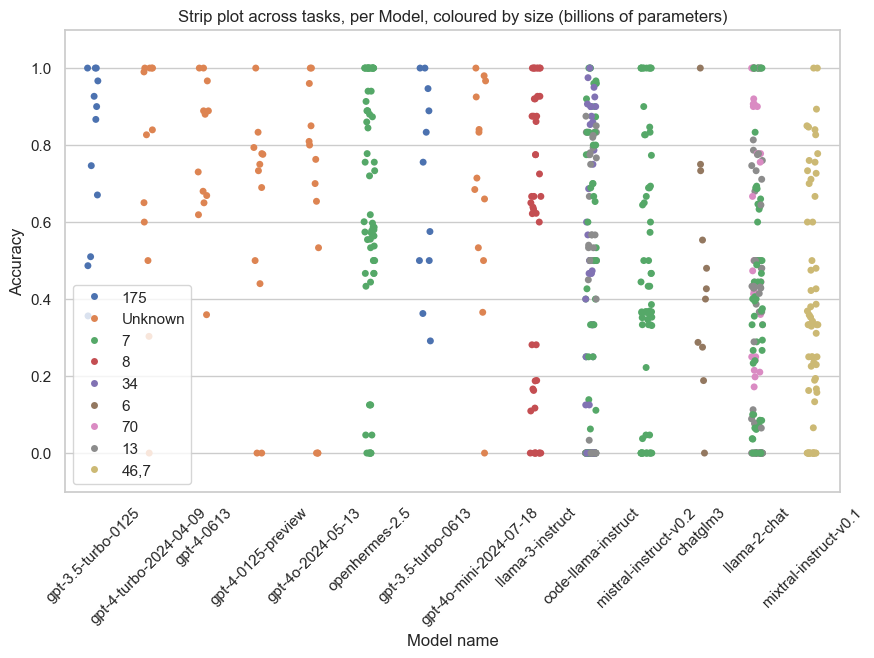 Strip plot across tasks, per Model, coloured by size (billions of parameters)
Accuracy
1.0
0.8
0.6
0.4
0.2
0.0
175
Unknown
7
8
34
6
70
13
46,7
gpt-3.5-turbo-0125
gpt-4-turbo-2024-04-09
gpt-4-0613
gpt-4-0125-preview
gpt-4o-2024-05-13
openhermes-2.5
gpt-3.5-turbo-0613
gpt-4o-mini-2024-07-18
llama-3-instruct
code-llama-instruct
mistral-instruct-v0.2
chatglm3
llama-2-chat
mixtral-instruct-v0.1
Model name